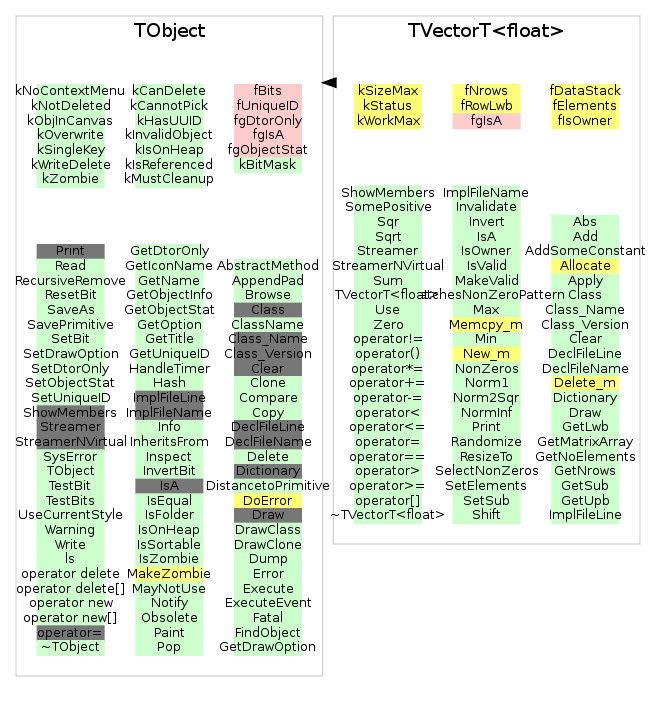 TObject
kNoContextMenu
kNotDeleted
kObjInCanvas
kOverwrite
kSingleKey
kWriteDelete
kZombie
kCanDelete
kCannotPick
kHasUUID
kInvalidObject
kIsOnHeap
kIsReferenced
kMustCleanup
fBits
fUniqueID
fgDtorOnly
fgIsA
fgObjectStat
kBitMask
Print
Read
RecursiveRemove
ResetBit
SaveAs
SavePrimitive
SetBit
SetDrawOption
SetDtorOnly
SetObjectStat
SetUniqueID
ShowMembers
Streamer
StreamerNVirtual
SysError
TObject
TestBit
TestBits
UseCurrentStyle
Warning
Write
ls
operator delete
operator delete[]
operator new
operator new[]
operator=
~TObject
GetDtorOnly
GetIconName
GetName
GetObjectInfo
GetObjectStat
GetOption
GetTitle
GetUniqueID
HandleTimer
Hash
ImplFileLine
ImplFileName
Info
InheritsFrom
Inspect
InvertBit
IsA
IsEqual
IsFolder
IsOnHeap
IsSortable
IsZombie
MakeZombie
MayNotUse
Notify
Obsolete
Paint
Pop
AbstractMethod
AppendPad
Browse
Class
ClassName
Class_Name
Class_Version
Clear
Clone
Compare
Copy
DeclFileLine
DeclFileName
Delete
Dictionary
DistancetoPrimitive
DoError
Draw
DrawClass
DrawClone
Dump
Error
Execute
ExecuteEvent
Fatal
FindObject
GetDrawOption
TVectorT<float>
kSizeMax
kStatus
kWorkMax
fNrows
fRowLwb
fgIsA
fDataStack
fElements
fIsOwner
ShowMembers
SomePositive
Sqr
Sqrt
Streamer
StreamerNVirtual
Sum
TVectorT<float>
Use
Zero
operator!=
operator()
operator*=
operator+=
operator-=
operator<
operator<=
operator=
operator==
operator>
operator>=
operator[]
~TVectorT<float>
ImplFileName
Invalidate
Invert
IsA
IsOwner
IsValid
MakeValid
Max
Memcpy_m
Min
New_m
NonZeros
Norm1
Norm2Sqr
NormInf
Print
Randomize
ResizeTo
SelectNonZeros
SetElements
SetSub
Shift
Abs
Add
AddSomeConstant
Allocate
Apply
Class
Class_Name
Class_Version
Clear
DeclFileLine
DeclFileName
Delete_m
Dictionary
Draw
GetLwb
GetMatrixArray
GetNoElements
GetNrows
GetSub
GetUpb
ImplFileLine